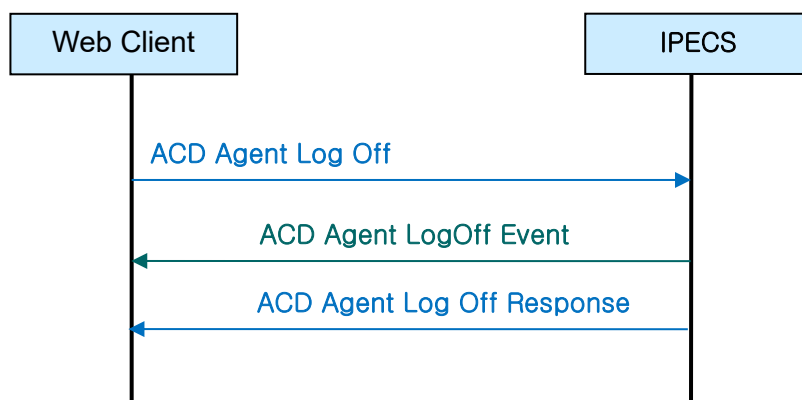 Web Client
IPECS
ACD Agent Log Off
ACD Agent LogOff Event
ACD Agent Log Off Response